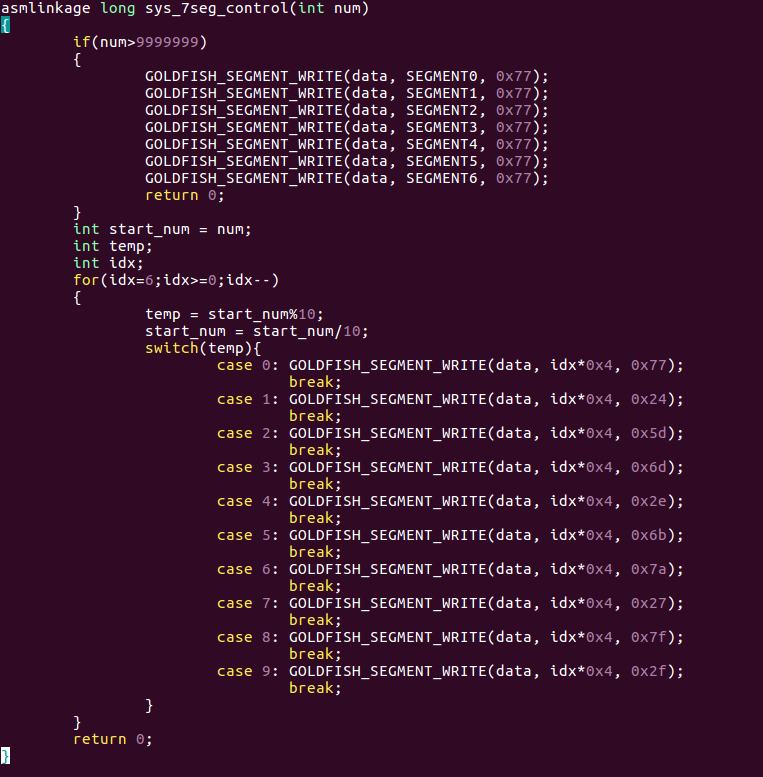 asmlinkage long sys_7seg_control(int num)
{
        if(num>9999999)
        {
                GOLDFISH_SEGMENT_WRITE(data, SEGMENT0, 0x77);
                GOLDFISH_SEGMENT_WRITE(data, SEGMENT1, 0x77);
                GOLDFISH_SEGMENT_WRITE(data, SEGMENT2, 0x77);
                GOLDFISH_SEGMENT_WRITE(data, SEGMENT3, 0x77);
                GOLDFISH_SEGMENT_WRITE(data, SEGMENT4, 0x77);
                GOLDFISH_SEGMENT_WRITE(data, SEGMENT5, 0x77);
                GOLDFISH_SEGMENT_WRITE(data, SEGMENT6, 0x77);
                return 0;
        }
        int start_num = num;
        int temp;
        int idx;
        for(idx=6;idx>=0;idx--)
        {
                temp = start_num%10;
                start_num = start_num/10;
                switch(temp){
                        case 0: GOLDFISH_SEGMENT_WRITE(data, idx*0x4, 0x77);
                                break;
                        case 1: GOLDFISH_SEGMENT_WRITE(data, idx*0x4, 0x24);
                                break;
                        case 2: GOLDFISH_SEGMENT_WRITE(data, idx*0x4, 0x5d);
                                break;
                        case 3: GOLDFISH_SEGMENT_WRITE(data, idx*0x4, 0x6d);
                                break;
                        case 4: GOLDFISH_SEGMENT_WRITE(data, idx*0x4, 0x2e);
                                break;
                        case 5: GOLDFISH_SEGMENT_WRITE(data, idx*0x4, 0x6b);
                                break;
                        case 6: GOLDFISH_SEGMENT_WRITE(data, idx*0x4, 0x7a);
                                break;
                        case 7: GOLDFISH_SEGMENT_WRITE(data, idx*0x4, 0x27);
                                break;
                        case 8: GOLDFISH_SEGMENT_WRITE(data, idx*0x4, 0x7f);
                                break;
                        case 9: GOLDFISH_SEGMENT_WRITE(data, idx*0x4, 0x2f);
                                break;
                }
        }
        return 0;
}